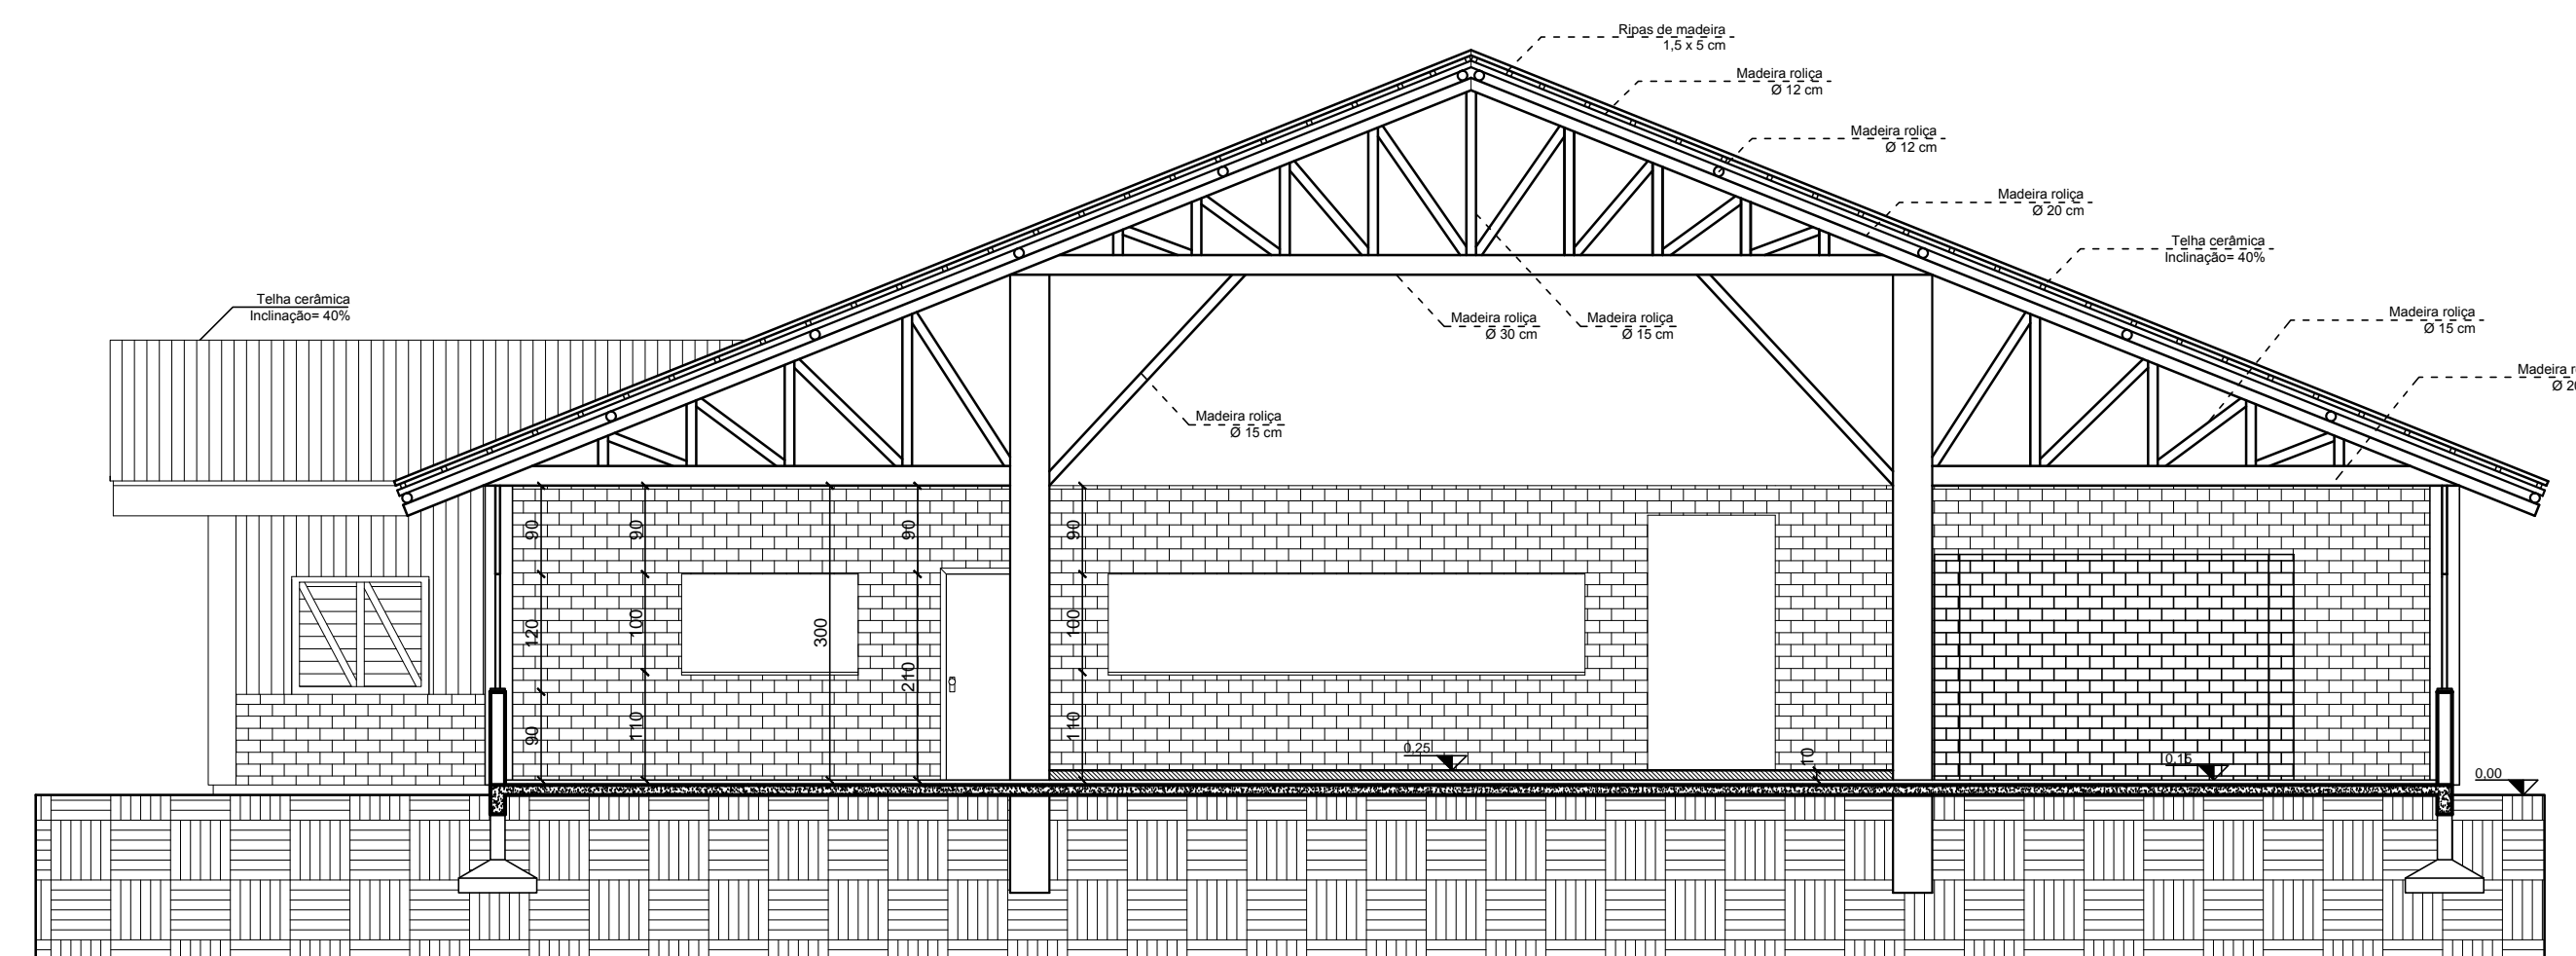 Ripas de madeira
1,5 x 5 cm
Madeira roliça
Ø 12 cm
Madeira roliça
Ø 12 cm
Madeira roliça
Ø 20 cm
Telha cerâmica
Inclinação= 40%
Telha cerâmica
Inclinação= 40%
Madeira roliça
Ø 30 cm
Madeira roliça
Ø 15 cm
Madeira roliça
Ø 15 cm
Madeira r
Ø 2
Madeira roliça
Ø 15 cm
90
90
90
90
120
100
300
210
100
90
110
110
10
0,25
0,15
0,00